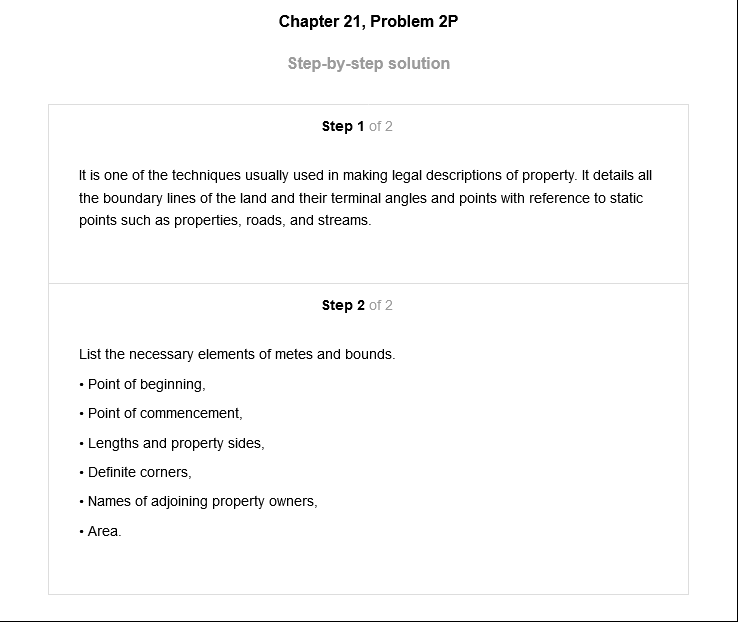 Chapter 21, Problem 2P
Step-by-step solution
Step 1 of 2
It is one of the techniques usually used in making legal descriptions of property. It details all
the boundary lines of the land and their terminal angles and points with reference to static
points such as properties, roads, and streams.
Step 2 of 2
List the necessary elements of metes and bounds.
• Point of beginning,
• Point of commencement,
• Lengths and property sides,
• Definite corners,
• Names of adjoining property owners,
• Area.